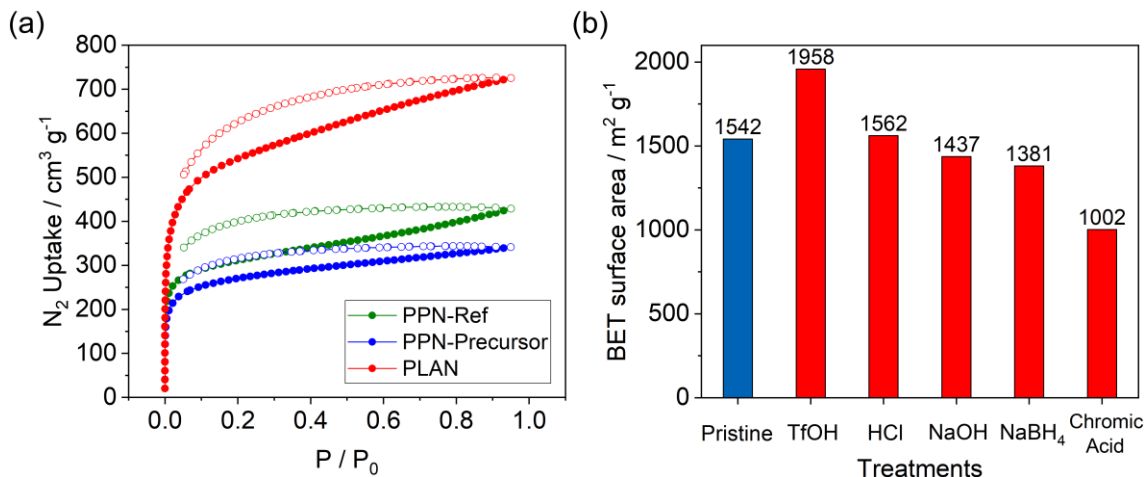 (a)
800
700
600
500
400
300
200
100
0
N₂ Uptake / cm³ g⁻¹
PPN-Ref
PPN-Precursor
PLAN
0.0 0.2 0.4 0.6 0.8 1.0
P / P₀
(b)
2000
1500
1000
500
0
BET surface area / m² g⁻¹
1542
1958
1562
1437
1381
1002
Pristine TfOH HCl NaOH NaBH₄ Chromic
Acid
Treatments